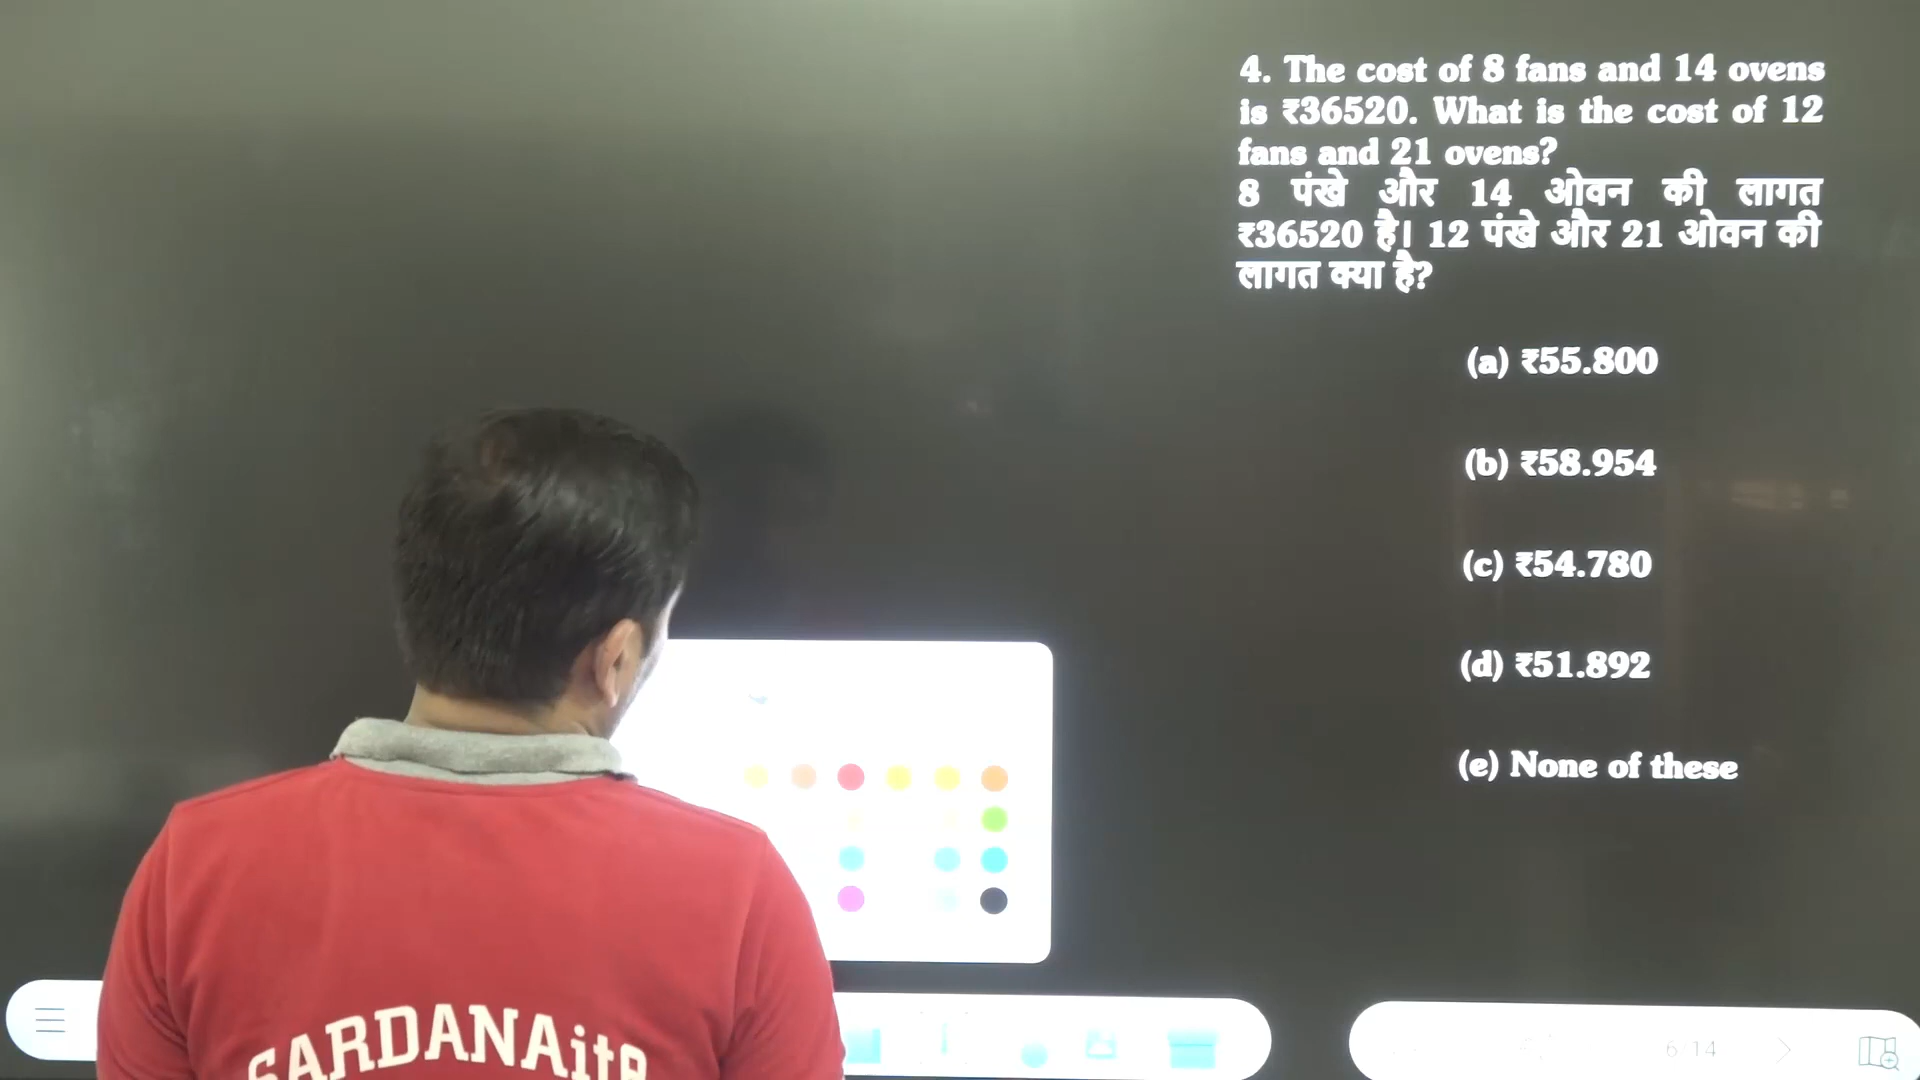 4. The cost of 8 fans and 14 ovens
is ₹36520. What is the cost of 12
fans and 21 ovens?
8 पंखे और 14 ओवन की लागत
₹36520 है। 12 पंखे और 21 ओवन की
लागत क्या है?
(a) ₹55.800
(b) ₹58.954
(c) ₹54.780
(d) ₹51.892
(e) None of these
6/14